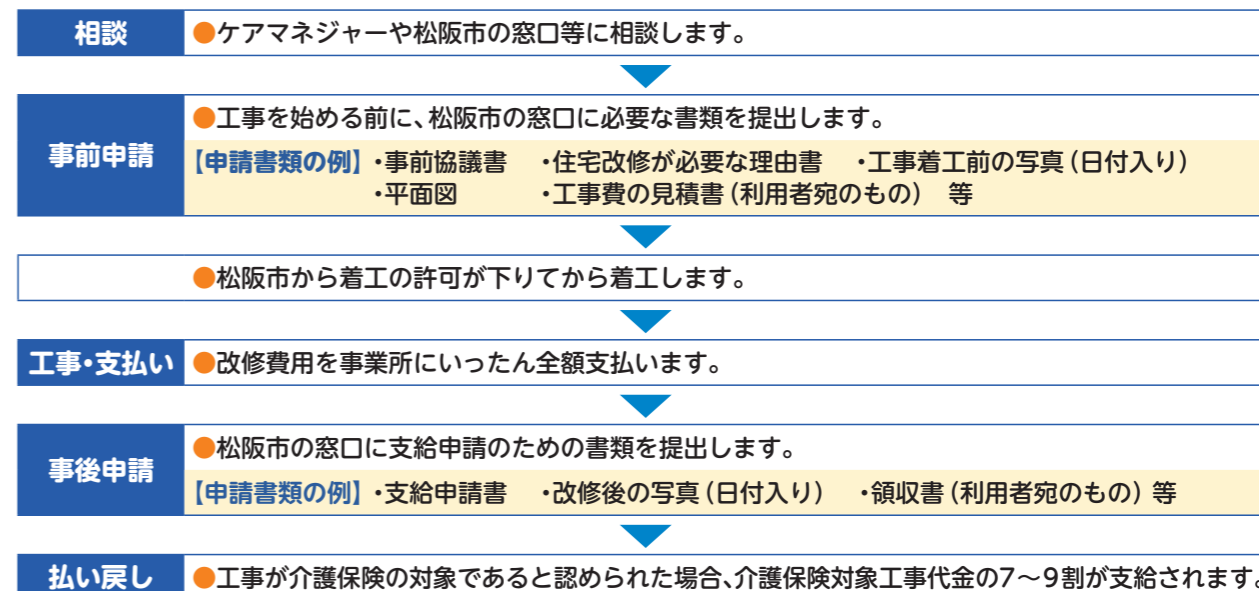 相談 ●ケアマネジャーや松阪市の窓口等に相談します。
事前申請
●工事を始める前に、松阪市の窓口に必要な書類を提出します。
【申請書類の例】・事前協議書 ・住宅改修が必要な理由書 ・工事着工前の写真(日付入り)
・平面図 ・工事費の見積書(利用者宛のもの) 等
●松阪市から着工の許可が下りてから着工します。
工事・支払い ●改修費用を事業所にいったん全額支払います。
事後申請
●松阪市の窓口に支給申請のための書類を提出します。
【申請書類の例】・支給申請書 ・改修後の写真(日付入り) ・領収書(利用者宛のもの)等
払い戻し ●工事が介護保険の対象であると認められた場合、介護保険対象工事代金の7〜9割が支給されます。